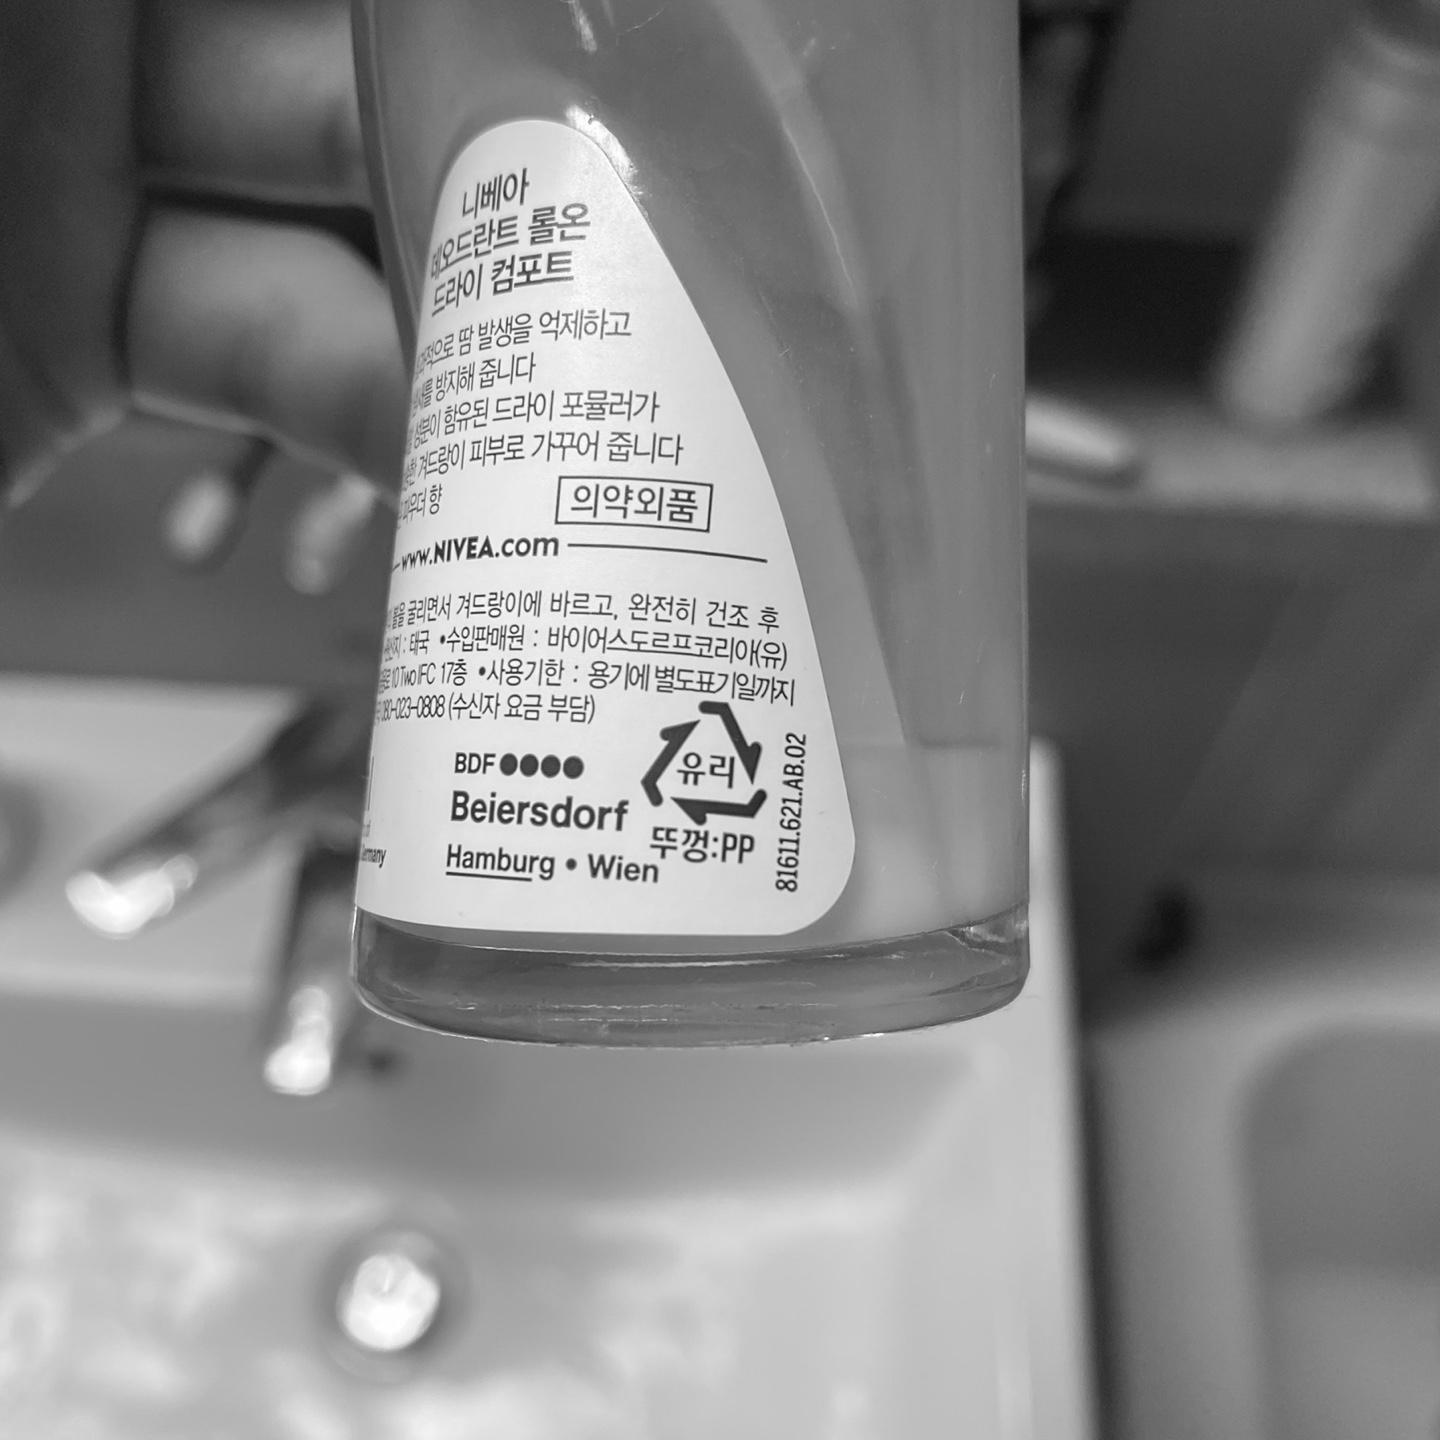 니베아
데오드란트 롤온
드라이 컴포트
땀 발생을 억제하고
방지해 줍니다
성분이 함유된 드라이 포뮬러가
겨드랑이 피부로 가꾸어 줍니다
파우더 향
의약외품
www.NIVEA.com
볼을 굴리면서 겨드랑이에 바르고, 완전히 건조 후
: 태국 •수입판매원 : 바이어스도르프코리아(유)
10 Two IFC 17층 •사용기한 : 용기에 별도표기일까지
080-023-0808 (수신자 요금 부담)
BDF●●●●
Beiersdorf
Hamburg • Wien
유리
뚜껑:PP
81611.621.AB.02
Germany